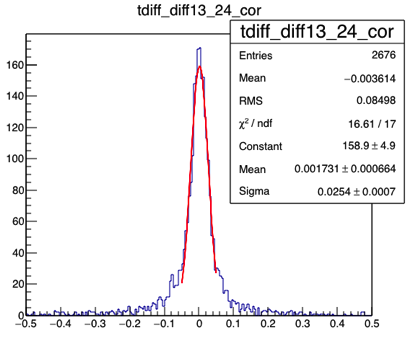 tdiff_diff13_24_cor
tdiff_diff13_24_cor
Entries 2676
Mean −0.003614
RMS 0.08498
χ² / ndf 16.61 / 17
Constant 158.9 ± 4.9
Mean 0.001731 ± 0.000664
Sigma 0.0254 ± 0.0007
160
140
120
100
80
60
40
20
0
−0.5 −0.4 −0.3 −0.2 −0.1 0 0.1 0.2 0.3 0.4 0.5